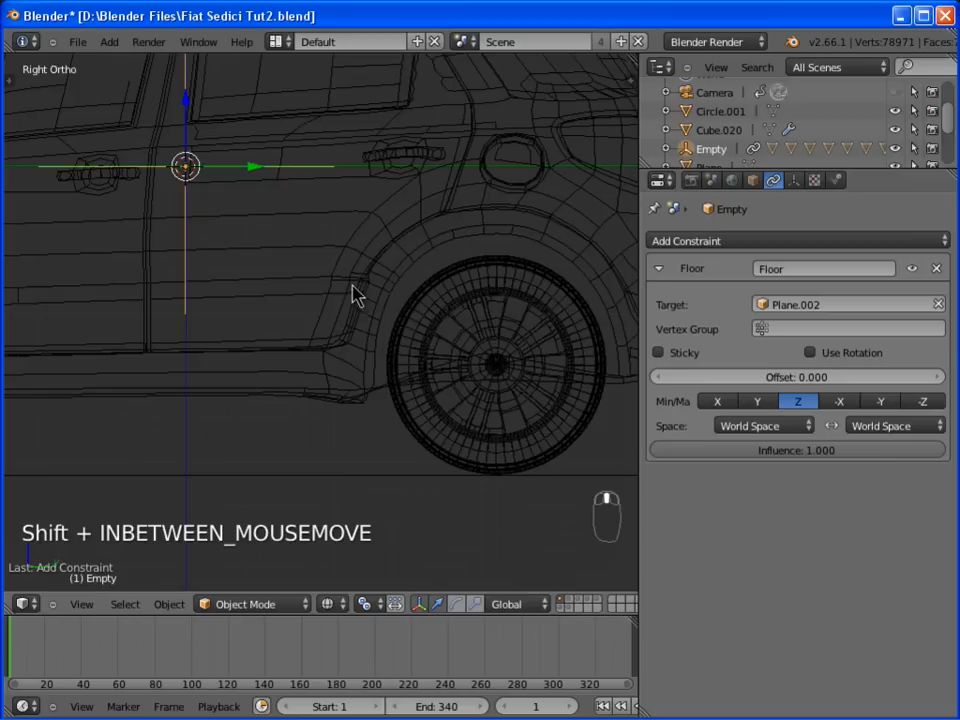 Blender* [D:\Blender Files\Fiat Sedici Tut2.blend]
File Add Render Window Help Default Scene 4 Blender Render v2.66.1 | Verts:78971 | Faces:
Right Ortho
View Search All Scenes
Camera
Circle.001
Cube.020
Empty
Empty
Add Constraint
Floor Floor
Target: Plane.002
Vertex Group
Sticky Use Rotation
Offset: 0.000
Min/Ma X Y Z -X -Y -Z
Space: World Space World Space
Influence: 1.000
Shift + INBETWEEN_MOUSEMOVE
Last: Add Constraint
(1) Empty
View Select Object Object Mode Global
20 40 60 80 100 120 140 160 180 200 220 240 260 280 300 320
View Marker Frame Playback Start: 1 End: 340 1